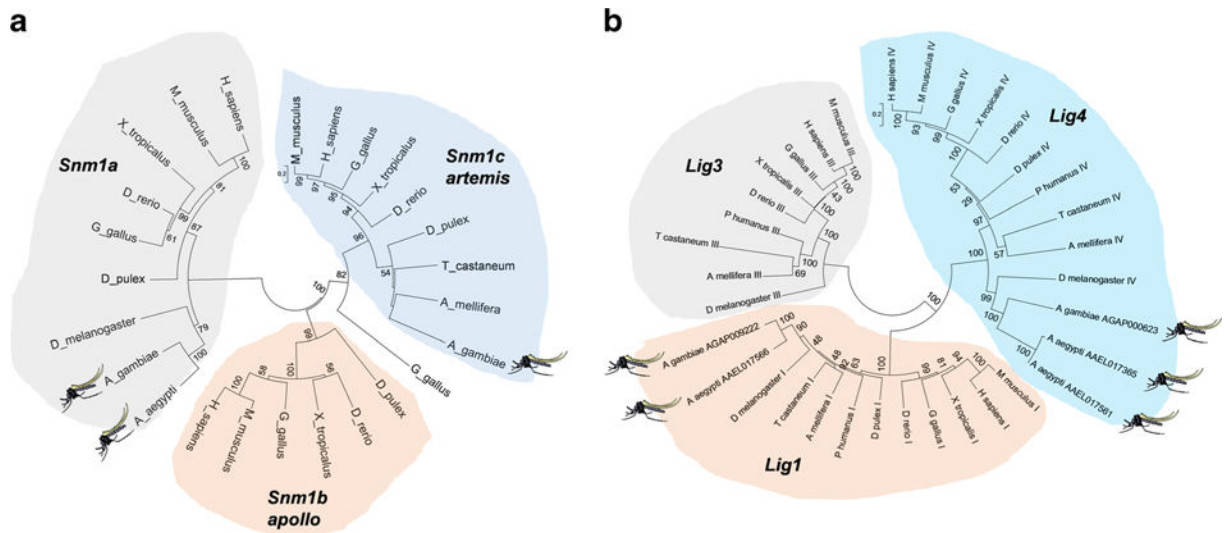 a
Snm1a
H_sapiens
M_musculus
X_tropicalus
D_rerio
G_gallus
D_pulex
D_melanogaster
A_gambiae
A_aegypti
100
81
99
61
87
79
100
Snm1c
artemis
0.2
M_musculus
H_sapiens
G_gallus
X_tropicalus
D_rerio
D_pulex
T_castaneum
A_mellifera
A_gambiae
G_gallus
99
97
95
94
96
54
82
100
Snm1b
apollo
H_sapiens
M_musculus
G_gallus
X_tropicalus
D_rerio
D_pulex
100
58
100
56
b
Lig3
M musculus III
H sapiens III
G gallus III
X tropicalis III
D rerio III
P humanus III
T castaneum III
A mellifera III
D melanogaster III
100
100
43
100
100
100
69
Lig4
0.2
H sapiens IV
M musculus IV
G gallus IV
X tropicalis IV
D rerio IV
D pulex IV
P humanus IV
T castaneum IV
A mellifera IV
D melanogaster IV
A gambiae AGAP000623
A aegypti AAEL017365
A aegypti AAEL017561
100
93
99
100
53
29
97
57
100
99
100
100
100
Lig1
A gambiae AGAP009222
A aegypti AAEL017566
D melanogaster I
T castaneum I
A mellifera I
P humanus I
D pulex I
D rerio I
G gallus I
X tropicalis I
H sapiens I
M musculus I
100
90
48
48
92
63
100
99
81
94
100